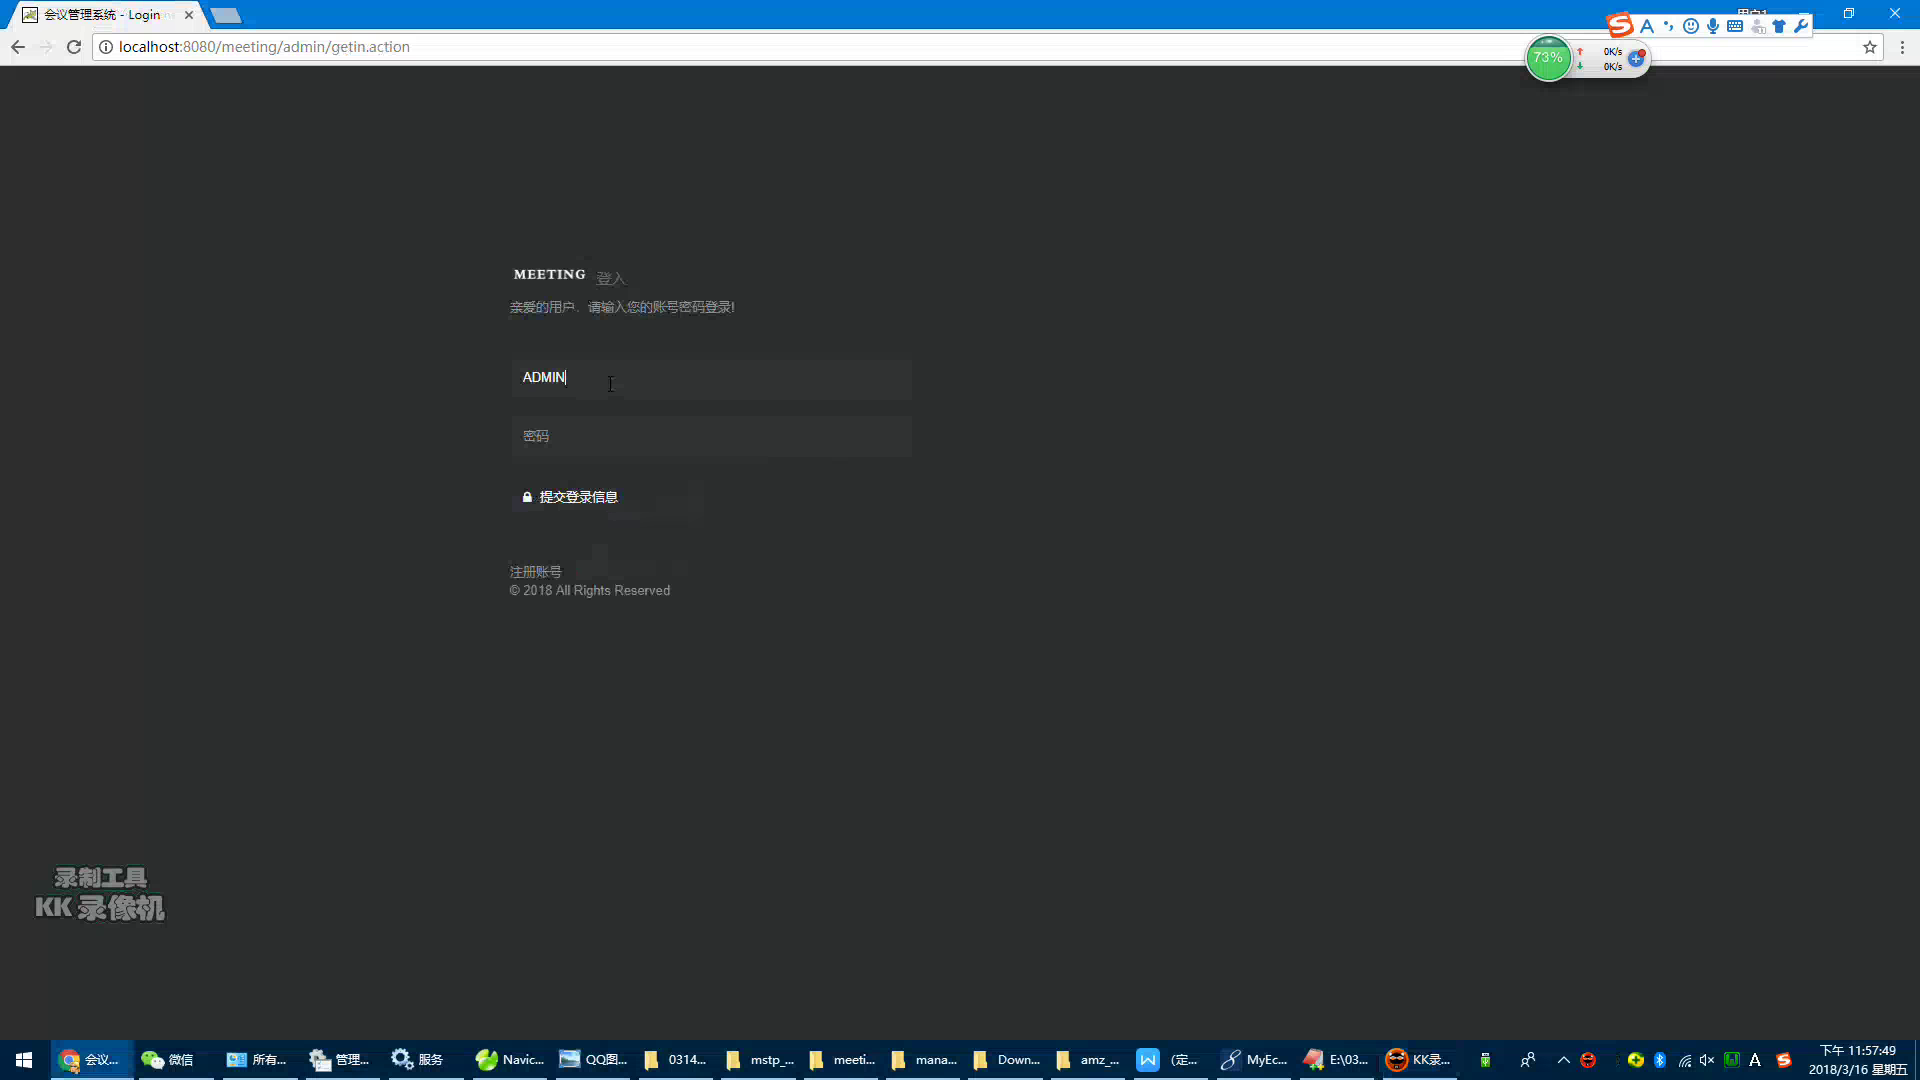 会议管理系统 - Login
localhost:8080/meeting/admin/getin.action
73%
0K/s
0K/s
MEETING 登入
亲爱的用户，请输入您的账号密码登录!
ADMIN
密码
提交登录信息
注册账号
© 2018 All Rights Reserved
录制工具
KK 录像机
会议...
微信
所有...
管理...
服务
Navic...
QQ图...
0314...
mstp_...
meeti...
mana...
Down...
amz_...
(定...
MyEc...
E:\03...
KK录...
下午 11:57:49
2018/3/16 星期五